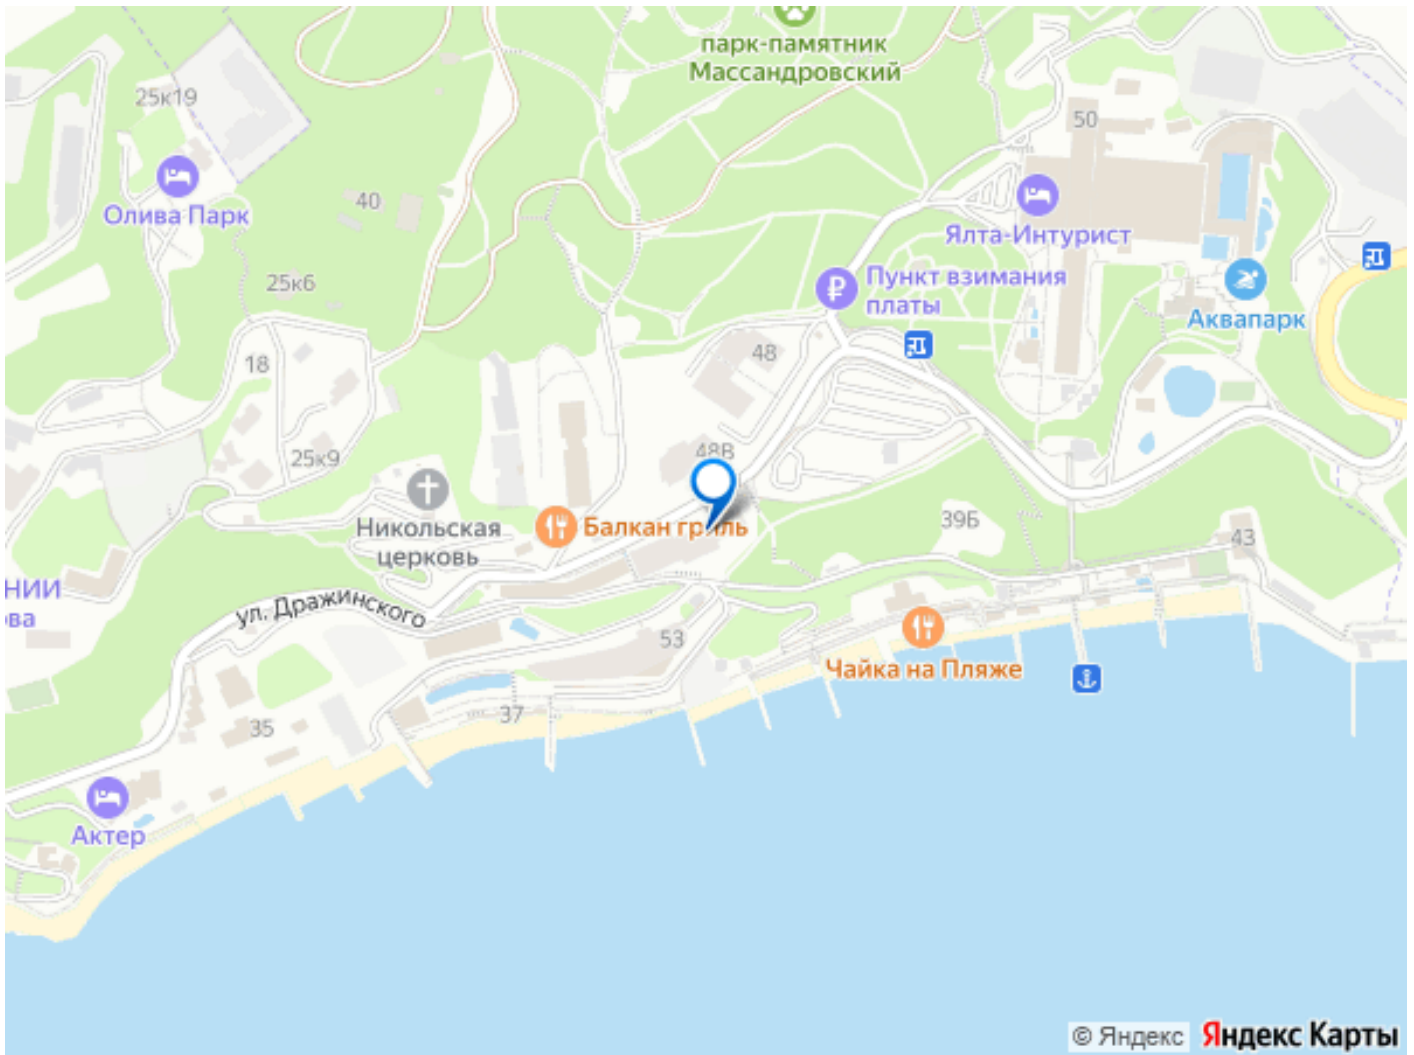 парк-памятник
Массандровский
25к19
50
40
Олива Парк
Ялта-Интурист
25к6
Пункт взимания
платы
Аквапарк
48
18
48В
25к9
Никольская
церковь
Балкан гриль
39Б
43
НИИ
ва
ул. Дражинского
53
Чайка на Пляже
37
35
Актер
© Яндекс Яндекс Карты